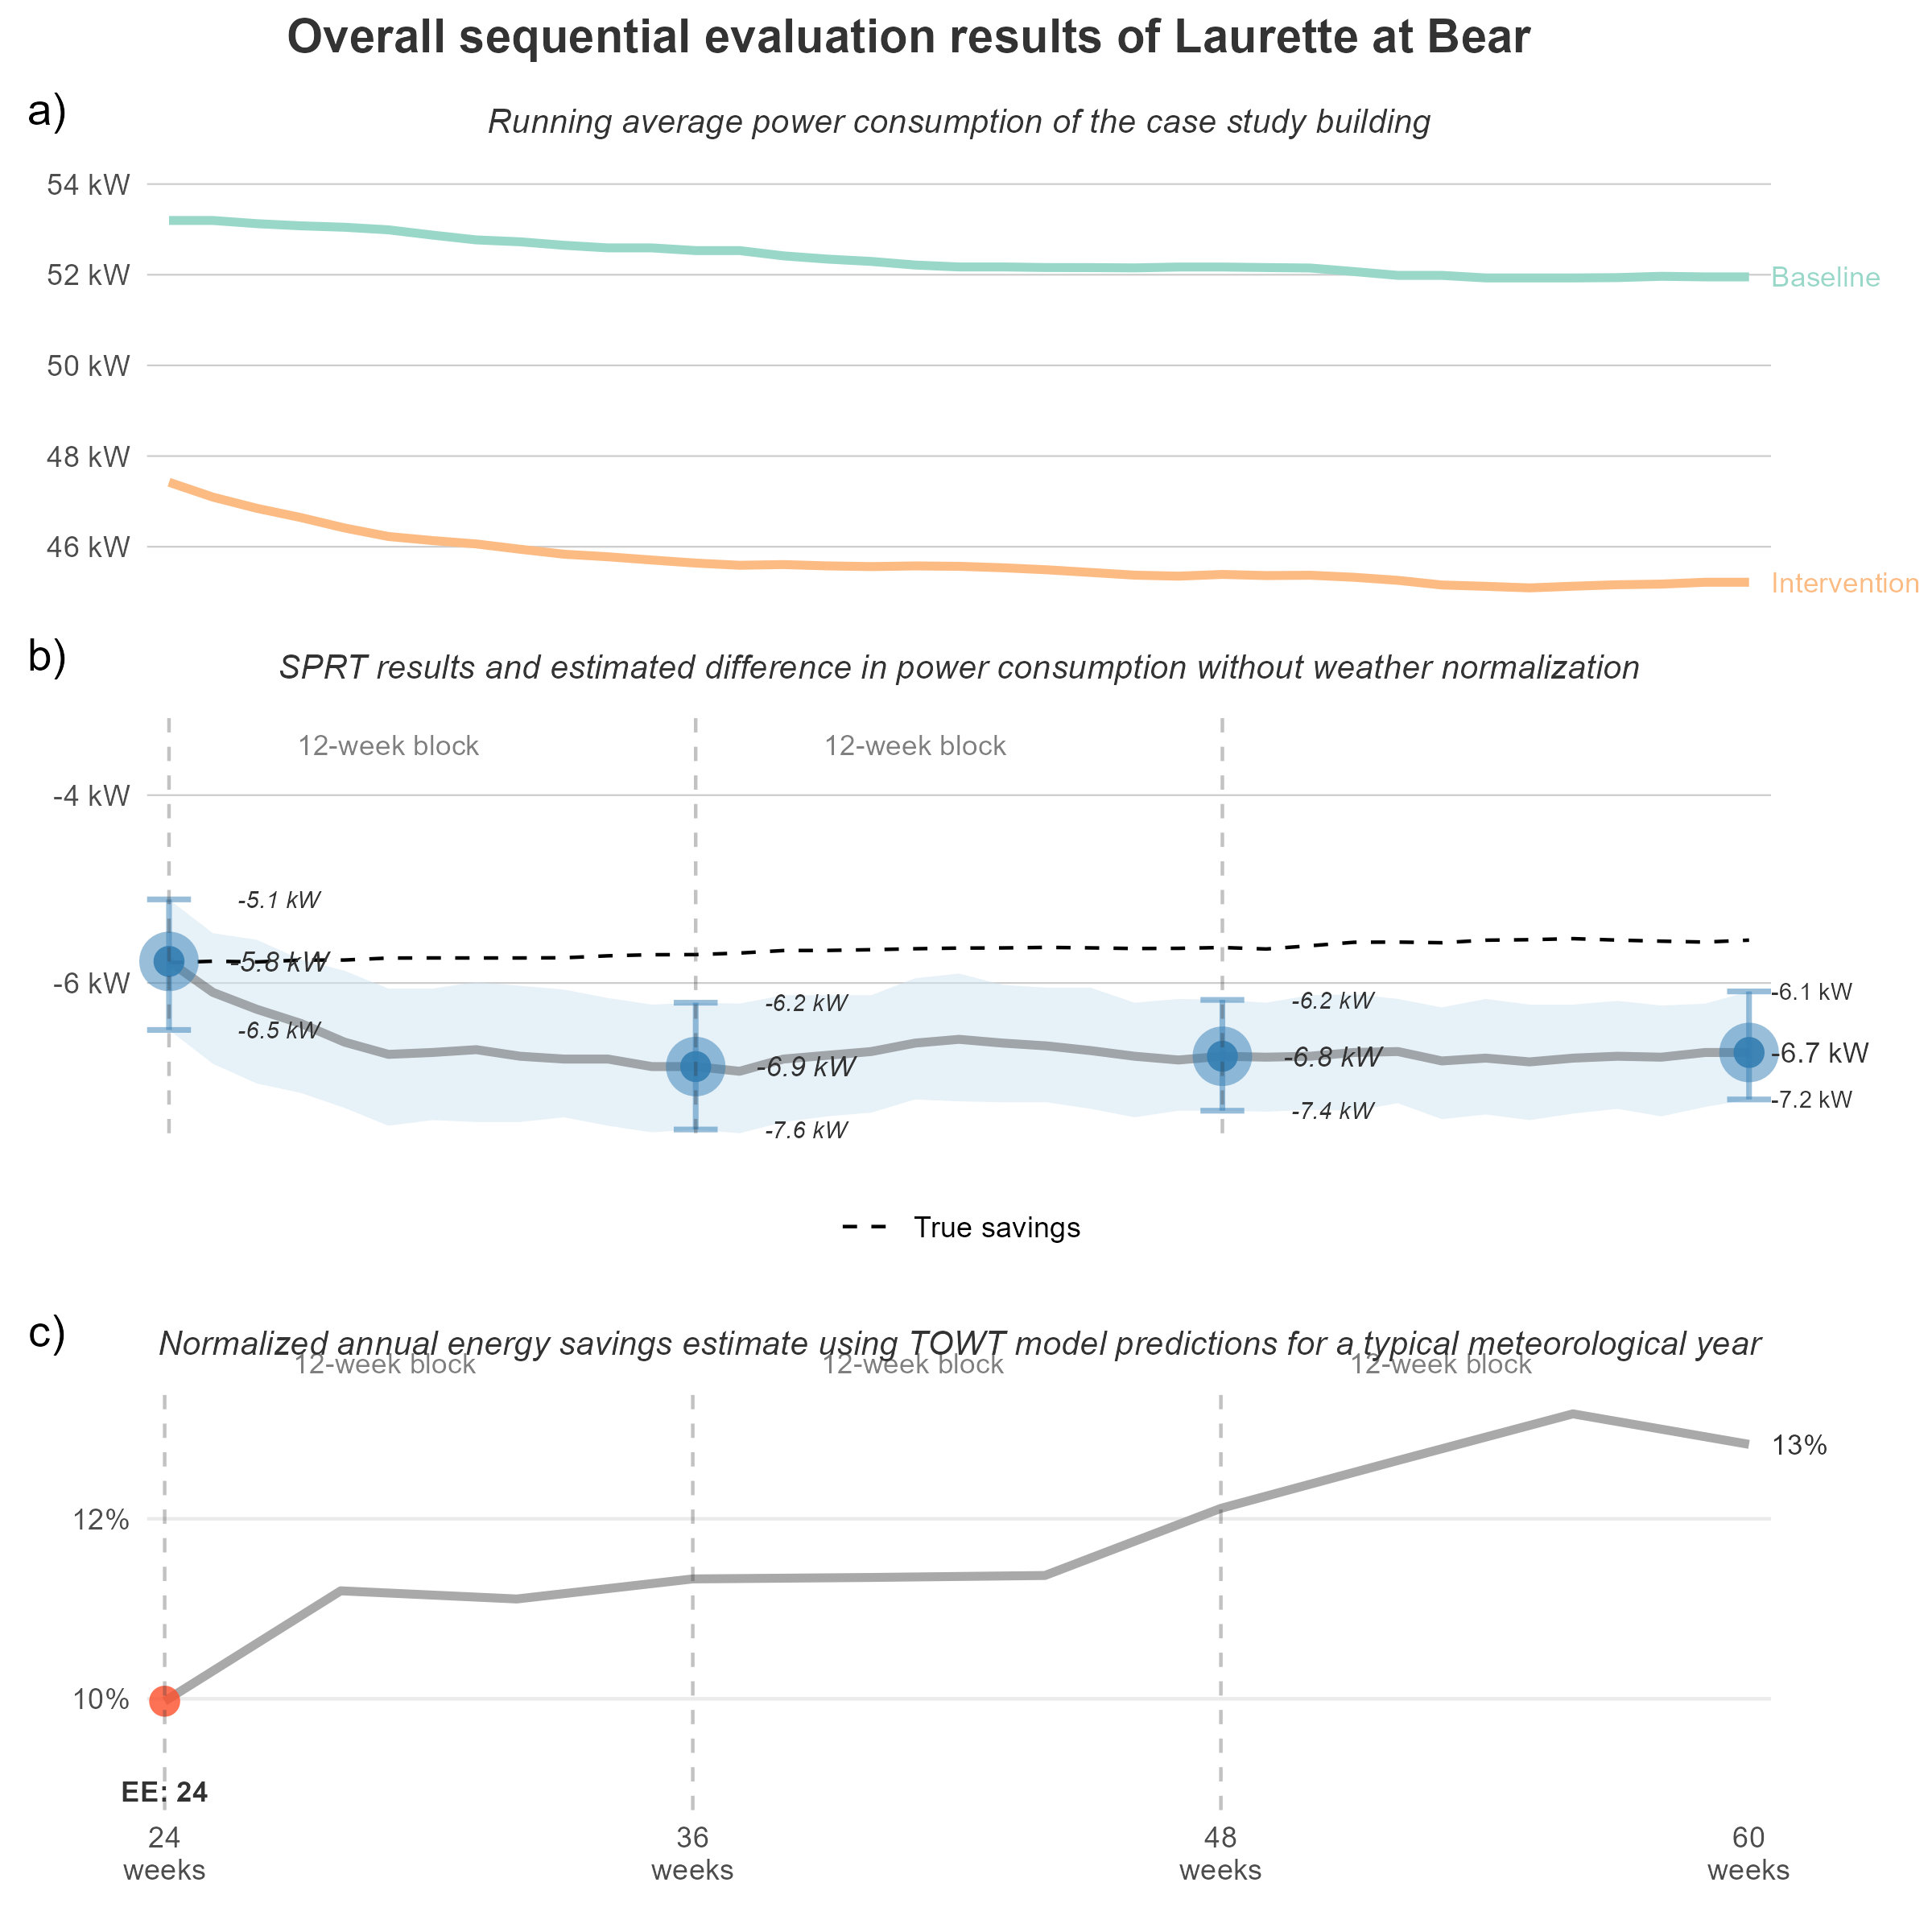 Overall sequential evaluation results of Laurette at Bear
a)
Running average power consumption of the case study building
54 kW
52 kW
50 kW
48 kW
46 kW
Baseline
Intervention
b)
SPRT results and estimated difference in power consumption without weather normalization
12-week block
12-week block
-4 kW
-6 kW
-5.1 kW
-5.8 kW
-6.5 kW
-6.2 kW
-6.9 kW
-7.6 kW
-6.2 kW
-6.8 kW
-7.4 kW
-6.1 kW
-6.7 kW
-7.2 kW
True savings
c)
Normalized annual energy savings estimate using TOWT model predictions for a typical meteorological year
12-week block
12-week block
12-week block
12%
10%
13%
EE: 24
24
weeks
36
weeks
48
weeks
60
weeks